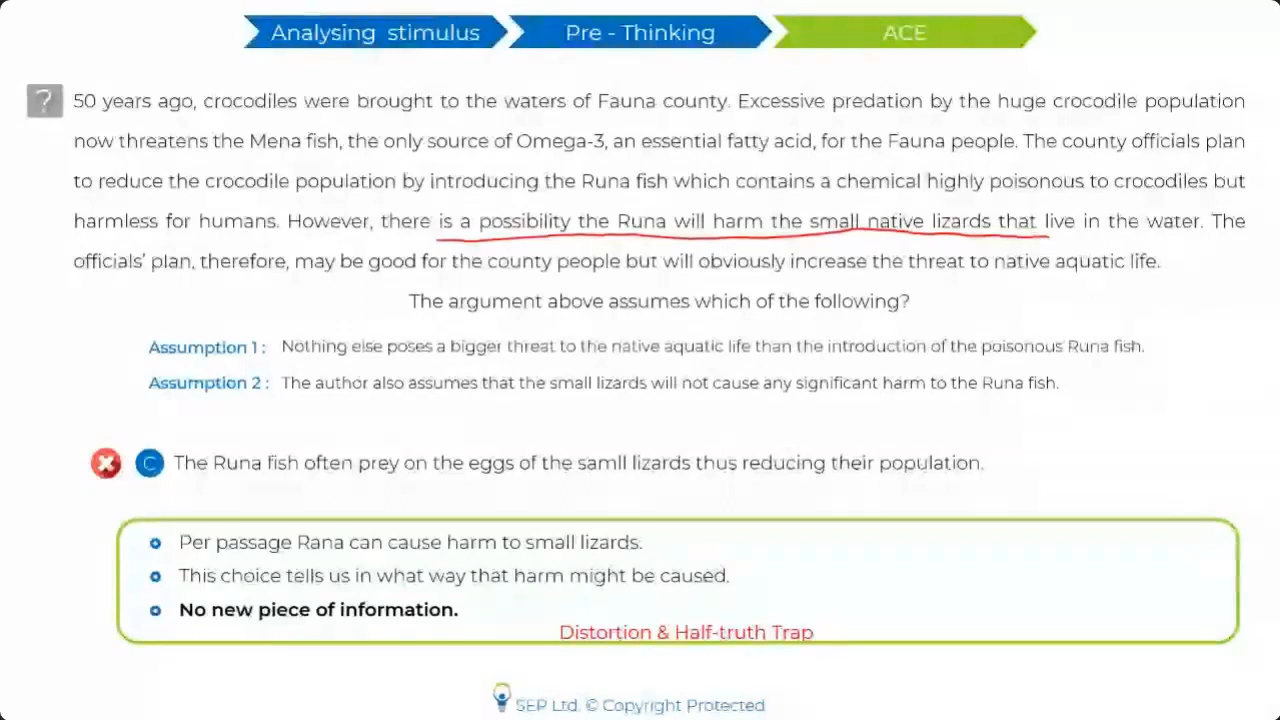 Analysing stimulus
Pre - Thinking
ACE
?
50 years ago, crocodiles were brought to the waters of Fauna county. Excessive predation by the huge crocodile population
now threatens the Mena fish, the only source of Omega-3, an essential fatty acid, for the Fauna people. The county officials plan
to reduce the crocodile population by introducing the Runa fish which contains a chemical highly poisonous to crocodiles but
harmless for humans. However, there is a possibility the Runa will harm the small native lizards that live in the water. The
officials' plan, therefore, may be good for the county people but will obviously increase the threat to native aquatic life.
The argument above assumes which of the following?
Assumption 1 : Nothing else poses a bigger threat to the native aquatic life than the introduction of the poisonous Runa fish.
Assumption 2 : The author also assumes that the small lizards will not cause any significant harm to the Runa fish.
C The Runa fish often prey on the eggs of the samll lizards thus reducing their population.
Per passage Rana can cause harm to small lizards.
This choice tells us in what way that harm might be caused.
No new piece of information.
Distortion & Half-truth Trap
SEP Ltd. © Copyright Protected